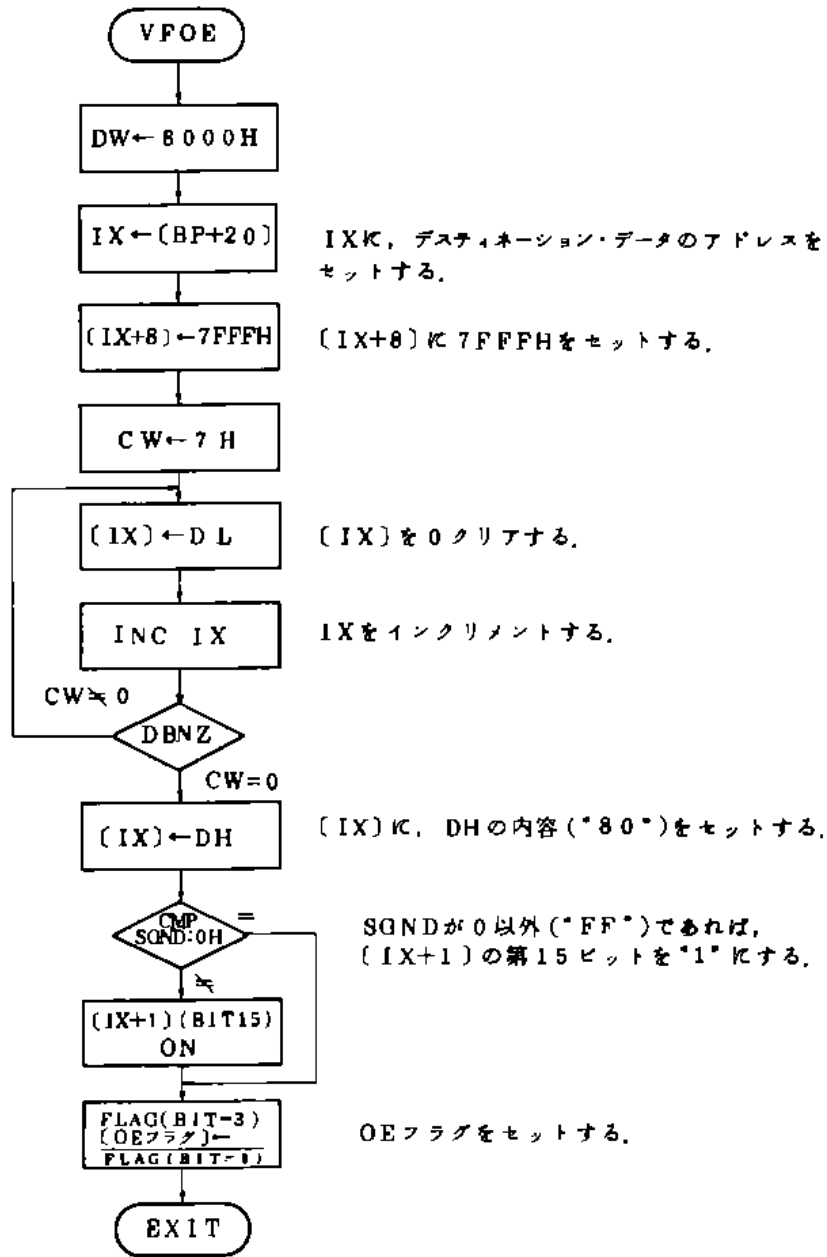 VFOE
DW←8000H
IX←(BP+20)
IXに,デスティネーション・データのアドレスを
セットする.
(IX+8)←7FFFH
(IX+8)に7FFFHをセットする.
CW←7H
(IX)←DL
(IX)を0クリアする.
INC IX
IXをインクリメントする.
CW≒0
DBNZ
CW=0
(IX)←DH
(IX)に,DHの内容("80")をセットする.
CMP
SGND:0H
=
SGNDが0以外("FF")であれば,
(IX+1)の第15ビットを"1"にする.
≒
(IX+1)(BIT15)
ON
FLAG(BIT-3)
(OEフラグ)←
FLAG(BIT-
OEフラグをセットする.
EXIT